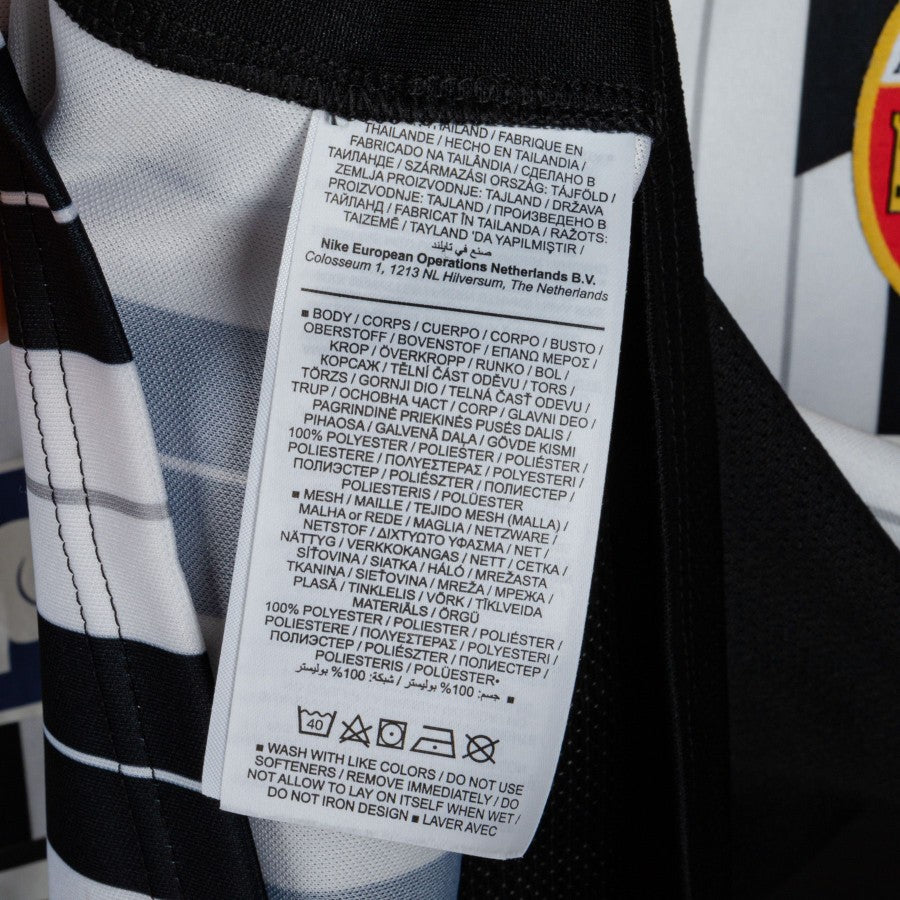 THAILAND / FABRIQUE EN
THAILANDE / HECHO EN TAILANDIA /
FABRICADO NA TAILÂNDIA / СДЕЛАНО В
ТАИЛАНДЕ / SZÁRMAZÁSI ORSZÁG: TÁJFÖLD /
ZEMLJA PROIZVODNJE: TAJLAND / DRŽAVA
PROIZVODNJE: TAJLAND / ПРОИЗВЕДЕНО В
ТАЙЛАНД / FABRICAT ÎN TAILANDA / RAŽOTS:
TAIZEMĒ / TAYLAND 'DA YAPILMIŞTIR /
صنع في تايلند
Nike European Operations Netherlands B.V.
Colosseum 1, 1213 NL Hilversum, The Netherlands
■ BODY / CORPS / CUERPO / CORPO / BUSTO /
OBERSTOFF / BOVENSTOF / ΕΠΑΝΩ ΜΕΡΟΣ /
KROP / ÖVERKROPP / RUNKO / BOL /
КОРСАЖ / TĚLNÍ ČÁST ODĚVU / TORS /
TÖRZS / GORNJI DIO / TELNÁ ČASŤ ODEVU /
TRUP / ОСНОВНА ЧАСТ / CORP / GLAVNI DEO /
PAGRINDINĖ PRIEKINĖS PUSĖS DALIS /
PIHAOSA / GALVENĀ DAĻA / GÖVDE KISMI
100% POLYESTER / POLYESTER / POLIÉSTER /
POLIESTERE / ΠΟΛΥΕΣΤΕΡΑΣ / POLYESTERI /
ПОЛИЭСТЕР / POLIÉSZTER / ПОЛИЕСТЕР /
POLIESTERIS / POLÜESTER
■ MESH / MAILLE / TEJIDO MESH (MALLA) /
MALHA or REDE / MAGLIA / NETZWARE /
NETSTOF / ΔΙΧΤΥΩΤΟ ΥΦΑΣΜΑ / NET /
NÄTTYG / VERKKOKANGAS / NETT / СЕТКА /
SÍŤOVINA / SIATKA / HÁLÓ / MREŽASTA
TKANINA / SIEŤOVINA / MREŽA / МРЕЖА /
PLASĂ / TINKLELIS / VÕRK / TĪKLVEIDA
MATERIĀLS / ÖRGÜ
100% POLYESTER / POLYESTER / POLIÉSTER /
POLIESTERE / ΠΟΛΥΕΣΤΕΡΑΣ / POLYESTERI /
ПОЛИЭСТЕР / POLIÉSZTER / ПОЛИЕСТЕР /
POLIESTERIS / POLÜESTER•
■ جسم: 100% بوليستر / شبكة: 100% بوليستر
40
■ WASH WITH LIKE COLORS / DO NOT USE
SOFTENERS / REMOVE IMMEDIATELY / DO
NOT ALLOW TO LAY ON ITSELF WHEN WET /
DO NOT IRON DESIGN ■ LAVER AVEC